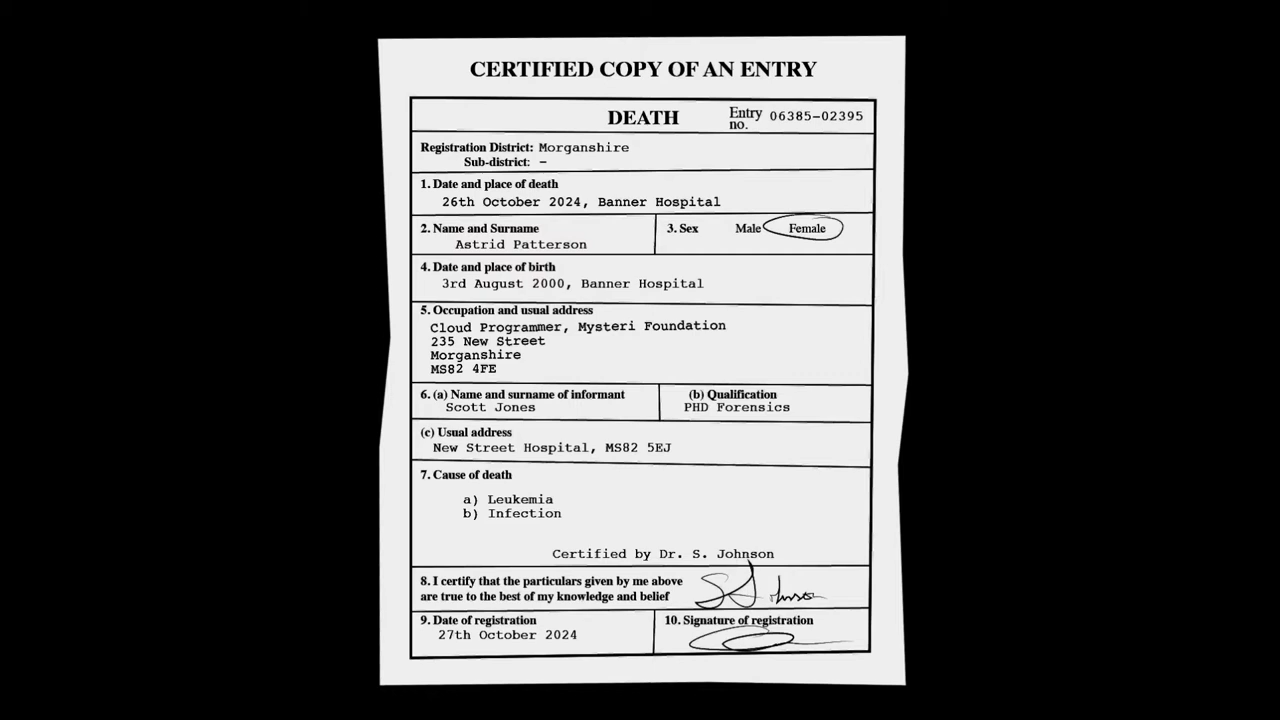 CERTIFIED COPY OF AN ENTRY
DEATH
Entry no. 06385-02395
Registration District: Morganshire
Sub-district: –
1. Date and place of death
26th October 2024, Banner Hospital
2. Name and Surname
Astrid Patterson
3. Sex Male Female
4. Date and place of birth
3rd August 2000, Banner Hospital
5. Occupation and usual address
Cloud Programmer, Mysteri Foundation
235 New Street
Morganshire
MS82 4FE
6. (a) Name and surname of informant
Scott Jones
(b) Qualification
PHD Forensics
(c) Usual address
New Street Hospital, MS82 5EJ
7. Cause of death
a) Leukemia
b) Infection
Certified by Dr. S. Johnson
8. I certify that the particulars given by me above
are true to the best of my knowledge and belief
S Johnson
9. Date of registration
27th October 2024
10. Signature of registration